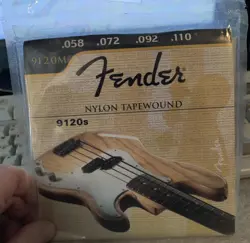 .058 .072 .092 .110
9120M
Fender
NYLON TAPEWOUND
9120s